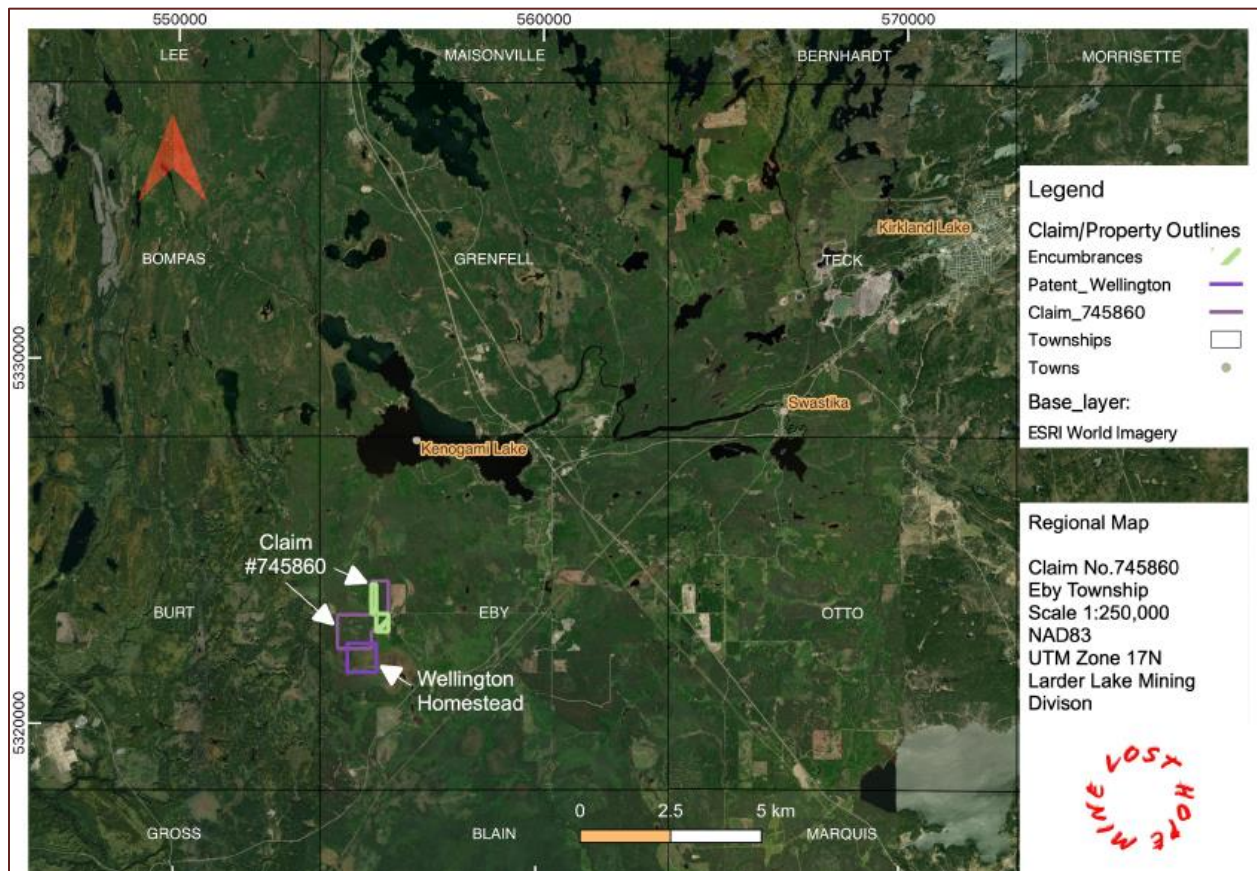 550000
560000
570000
LEE
MAISONVILLE
BERNHARDT
MORRISETTE
BOMPAS
GRENFELL
TECK
Kirkland Lake
5330000
Swastika
Kenogami Lake
Claim
#745860
BURT
EBY
OTTO
Wellington
Homestead
5320000
0
2.5
5 km
GROSS
BLAIN
MARQUIS
Legend
Claim/Property Outlines
Encumbrances
Patent_Wellington
Claim_745860
Townships
Towns
Base_layer:
ESRI World Imagery
Regional Map
Claim No.745860
Eby Township
Scale 1:250,000
NAD83
UTM Zone 17N
Larder Lake Mining
Divison
LOST HOPE MINE